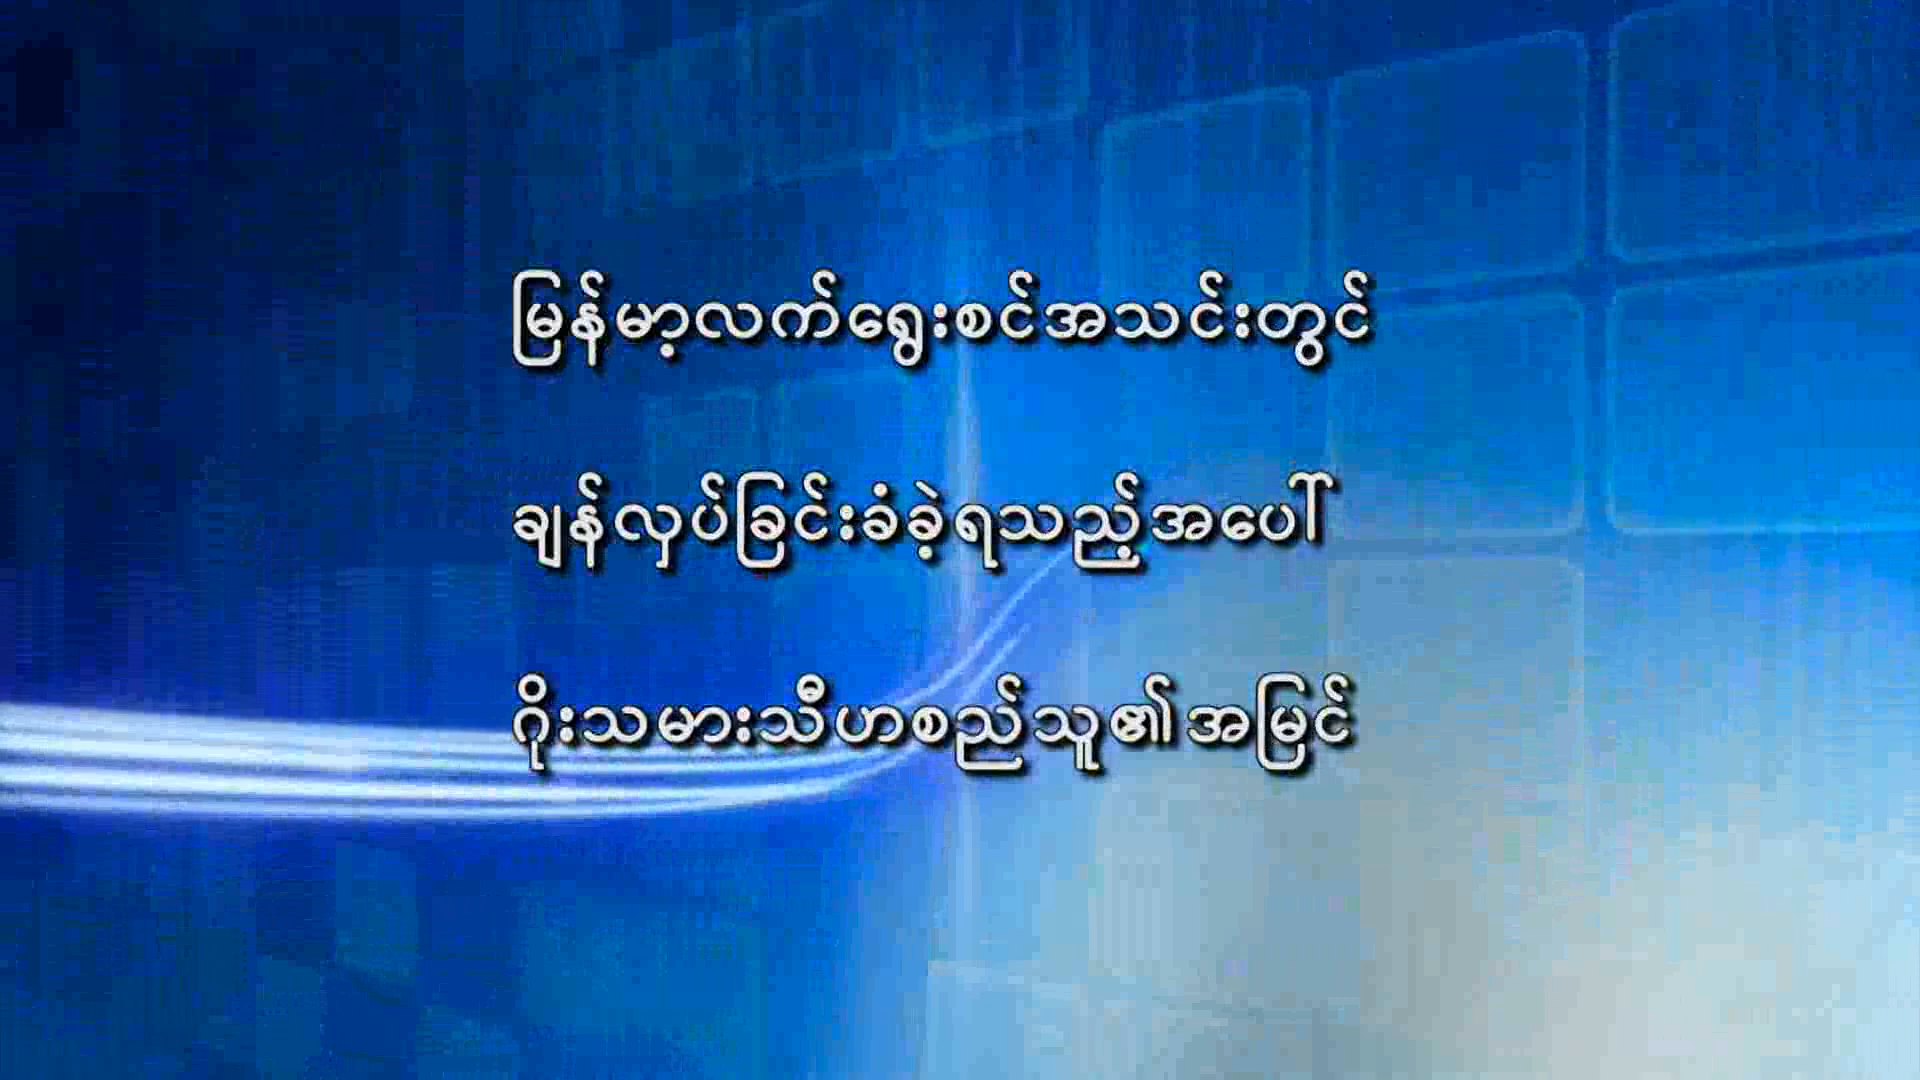 မြန်မာ့လက်ရွေးစင်အသင်းတွင်
ချန်လှပ်ခြင်းခံခဲ့ရသည့်အပေါ်
ဂိုးသမားသီဟစည်သူ၏အမြင်